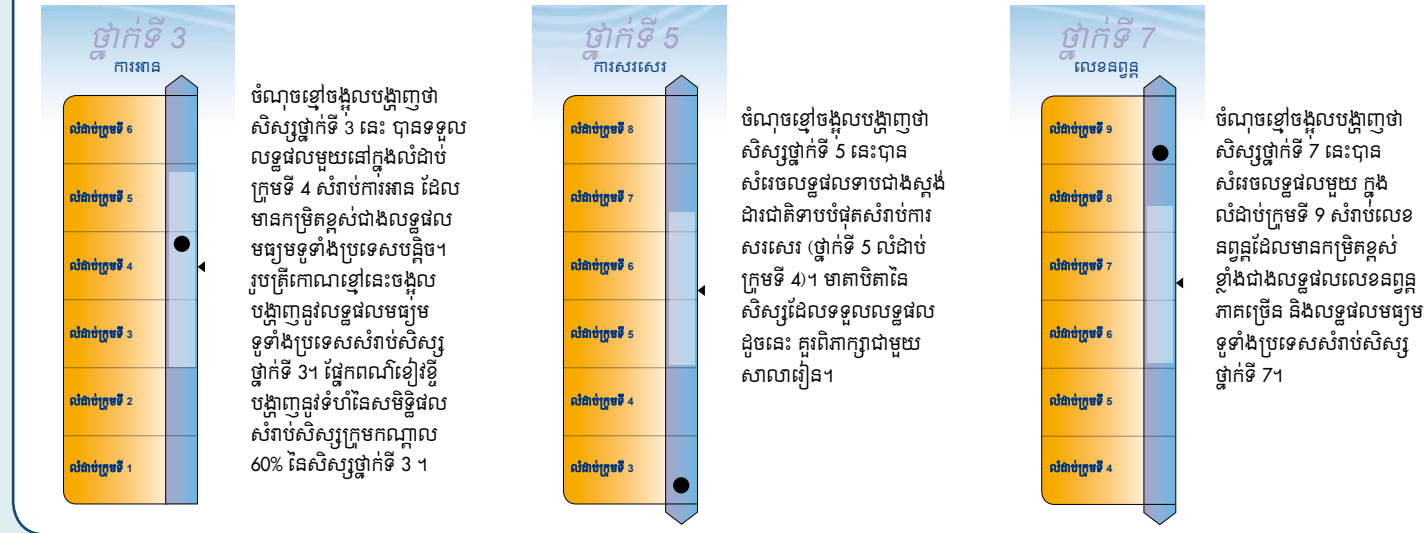 ថ្នាក់ទី 3
ការអាន
លំដាប់ក្រុមទី 6
លំដាប់ក្រុមទី 5
លំដាប់ក្រុមទី 4
លំដាប់ក្រុមទី 3
លំដាប់ក្រុមទី 2
លំដាប់ក្រុមទី 1
ចំណុចខ្មៅចង្អុលបង្ហាញថា
សិស្សថ្នាក់ទី 3 នេះ បានទទួល
លទ្ឋផលមួយនៅក្នុងលំដាប់
ក្រុមទី 4 សំរាប់ការអាន ដែល
មានកម្រិតខ្ពស់ជាងលទ្ឋផល
មធ្យមទូទាំងប្រទេសបន្តិច។
រូបត្រីកោណខ្មៅនេះចង្អុល
បង្ហាញនូវលទ្ឋផលមធ្យម
ទូទាំងប្រទេសសំរាប់សិស្ស
ថ្នាក់ទី 3។ ផ្នែកពណ៌ខៀវខ្ចី
បង្ហាញនូវទំហំនៃសមិទ្ឋិផល
សំរាប់សិស្សក្រុមកណ្តាល
60% នៃសិស្សថ្នាក់ទី 3 ។
ថ្នាក់ទី 5
ការសរសេរ
លំដាប់ក្រុមទី 8
លំដាប់ក្រុមទី 7
លំដាប់ក្រុមទី 6
លំដាប់ក្រុមទី 5
លំដាប់ក្រុមទី 4
លំដាប់ក្រុមទី 3
ចំណុចខ្មៅចង្អុលបង្ហាញថា
សិស្សថ្នាក់ទី 5 នេះបាន
សំរេចលទ្ឋផលទាបជាងស្តង់
ដារជាតិទាបបំផុតសំរាប់ការ
សរសេរ (ថ្នាក់ទី 5 លំដាប់
ក្រុមទី 4)។ មាតាបិតានៃ
សិស្សដែលទទួលលទ្ឋផល
ដូចនេះ គួរពិភាក្សាជាមួយ
សាលារៀន។
ថ្នាក់ទី 7
លេខនព្វន្ត
លំដាប់ក្រុមទី 9
លំដាប់ក្រុមទី 8
លំដាប់ក្រុមទី 7
លំដាប់ក្រុមទី 6
លំដាប់ក្រុមទី 5
លំដាប់ក្រុមទី 4
ចំណុចខ្មៅចង្អុលបង្ហាញថា
សិស្សថ្នាក់ទី 7 នេះបាន
សំរេចលទ្ឋផលមួយ ក្នុង
លំដាប់ក្រុមទី 9 សំរាប់លេខ
នព្វន្តដែលមានកម្រិតខ្ពស់
ខ្លាំងជាងលទ្ឋផលលេខនព្វន្ត
ភាគច្រើន និងលទ្ឋផលមធ្យម
ទូទាំងប្រទេសសំរាប់សិស្ស
ថ្នាក់ទី 7។